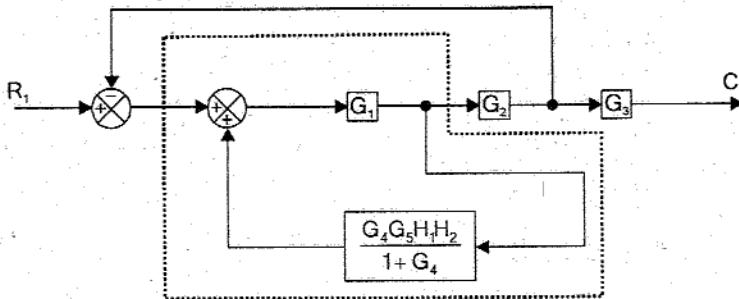 R₁
+
−
+
+
G₁
G₂
G₃
C
G₄G₅H₁H₂
1 + G₄